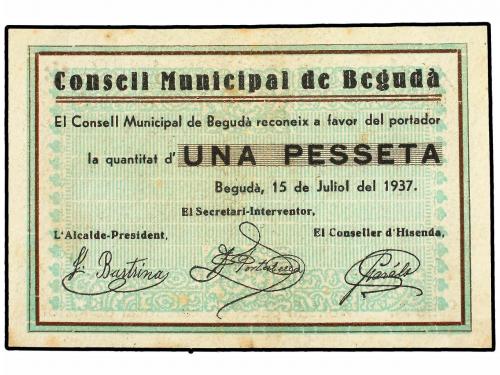 Consell Municipal de Begudà
El Consell Municipal de Begudà reconeix a favor del portador
la quantitat d' UNA PESSETA
Begudà, 15 de Juliol del 1937.
El Secretari-Interventor,
L'Alcalde-President, El Conseller d'Hisenda,
Bartrina